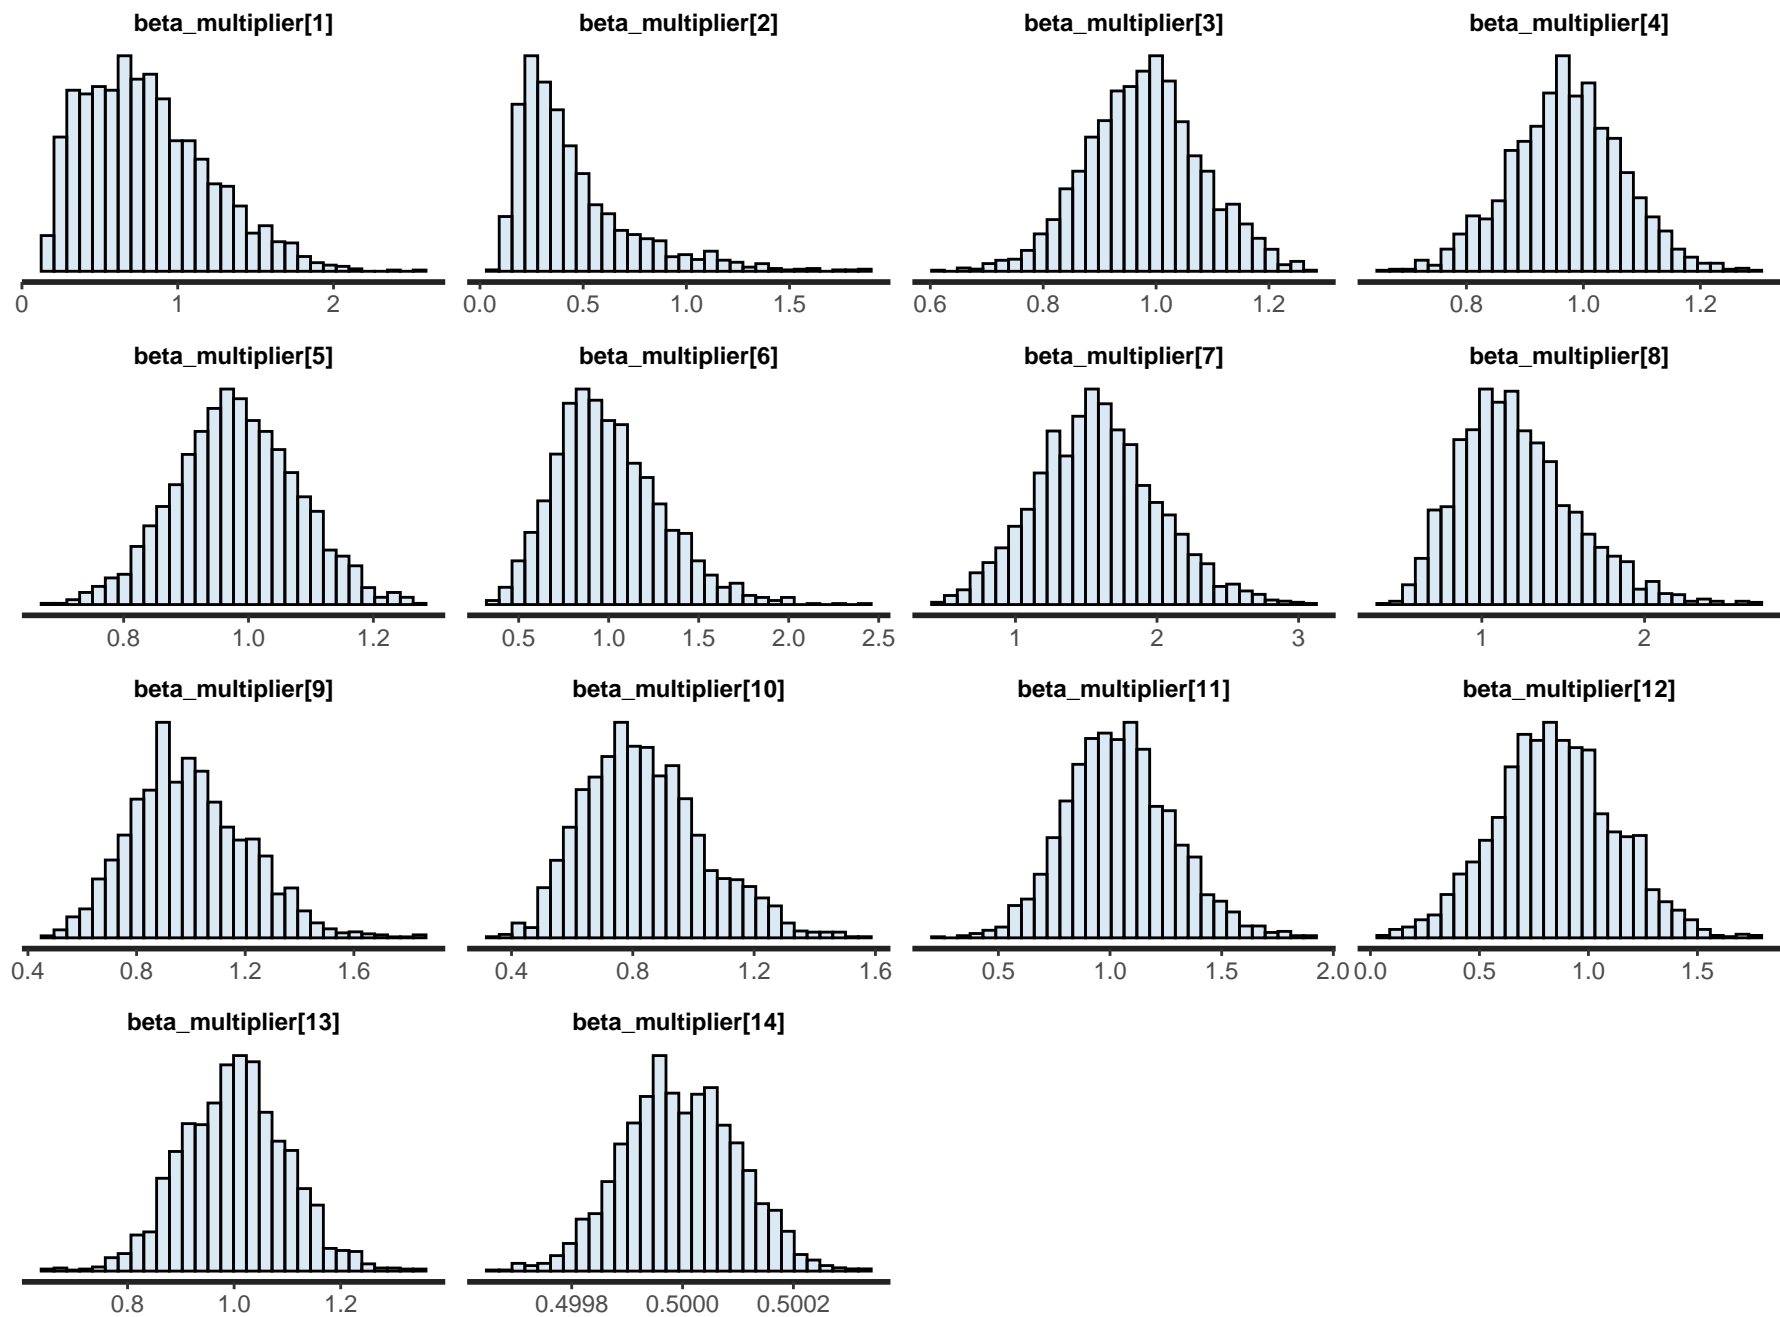 beta_multiplier[1] beta_multiplier[2] beta_multiplier[3] beta_multiplier[4]
0 1 2 0.0 0.5 1.0 1.5 0.6 0.8 1.0 1.2 0.8 1.0 1.2
beta_multiplier[5] beta_multiplier[6] beta_multiplier[7] beta_multiplier[8]
0.8 1.0 1.2 0.5 1.0 1.5 2.0 2.5 1 2 3 1 2
beta_multiplier[9] beta_multiplier[10] beta_multiplier[11] beta_multiplier[12]
0.4 0.8 1.2 1.6 0.4 0.8 1.2 1.6 0.5 1.0 1.5 2.0 0.0 0.5 1.0 1.5
beta_multiplier[13] beta_multiplier[14]
0.8 1.0 1.2 0.4998 0.5000 0.5002